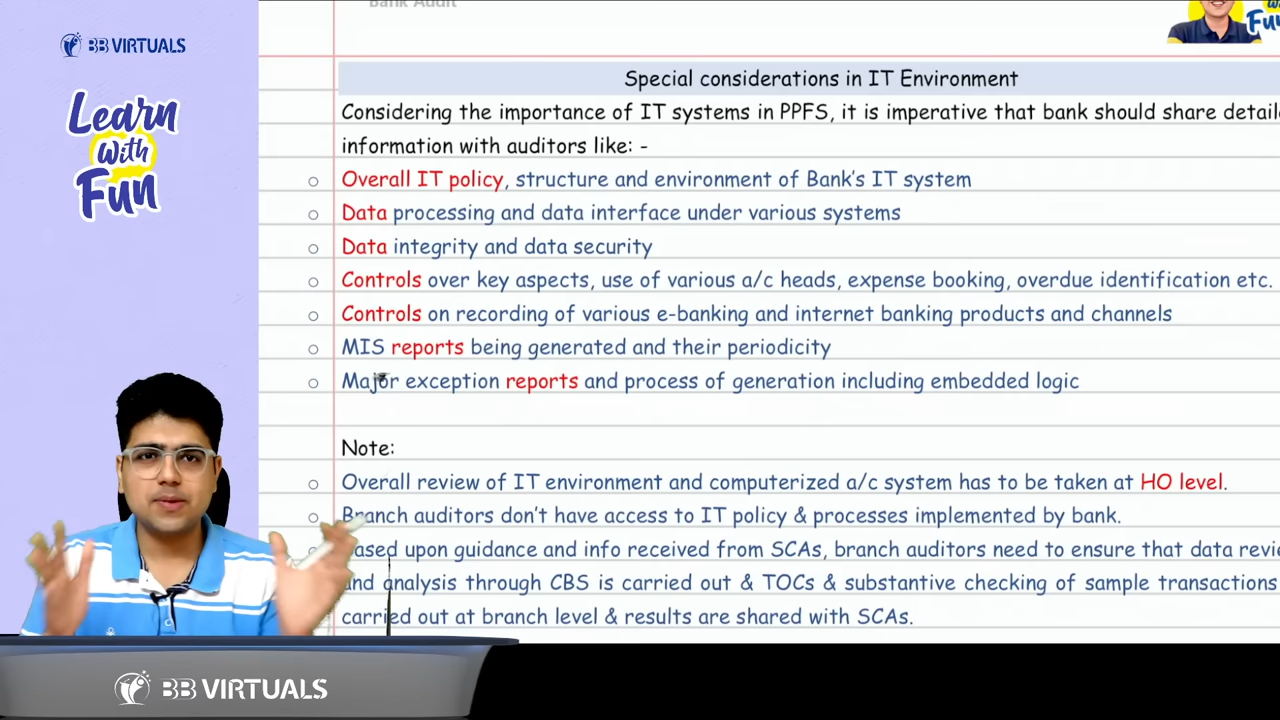 Bank Audit
BB VIRTUALS
Learn
with
Fun
Fun
Special considerations in IT Environment
Considering the importance of IT systems in PPFS, it is imperative that bank should share
information with auditors like: -
o Overall IT policy, structure and environment of Bank's IT system
o Data processing and data interface under various systems
o Data integrity and data security
o Controls over key aspects, use of various a/c heads, expense booking, overdue identification etc.
o Controls on recording of various e-banking and internet banking products and channels
o MIS reports being generated and their periodicity
o Major exception reports and process of generation including embedded logic
Note:
o Overall review of IT environment and computerized a/c system has to be taken at HO level.
o Branch auditors don't have access to IT policy & processes implemented by bank.
upon guidance and info received from SCAs, branch auditors need to ensure that data
and analysis through CBS is carried out & TOCs & substantive checking of sample transactions
carried out at branch level & results are shared with SCAs.
BB VIRTUALS